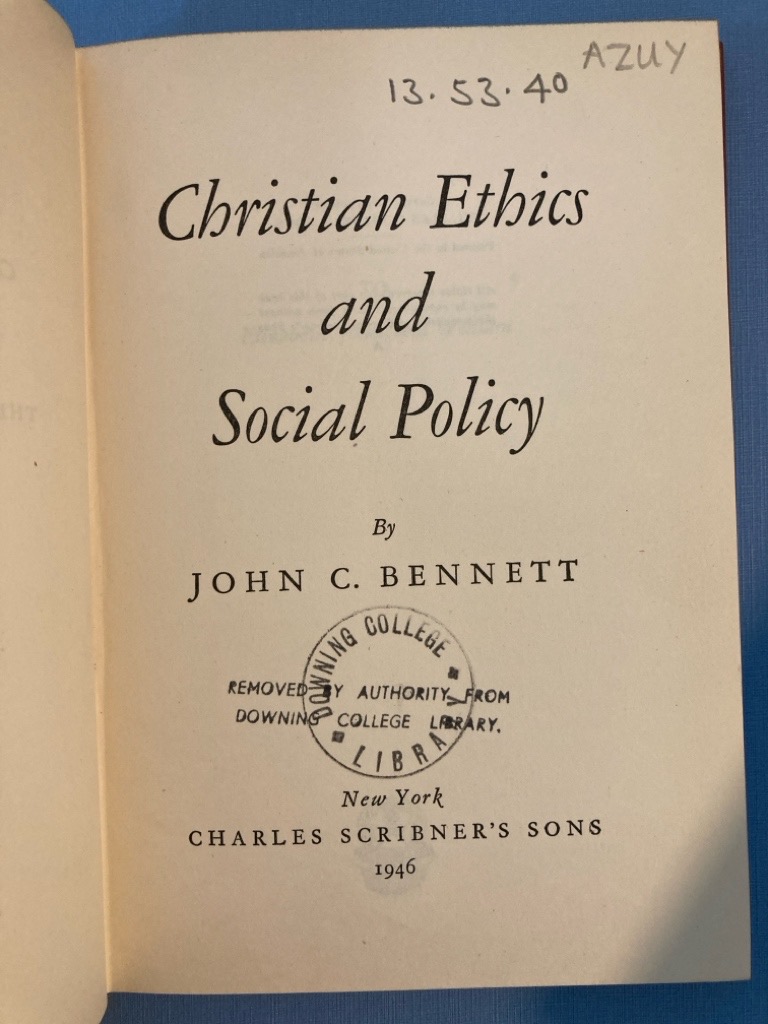 AZUY
13. 53. 40
Christian Ethics
and
Social Policy
By
JOHN C. BENNETT
DOWNING COLLEGE
LIBRARY
REMOVED BY AUTHORITY FROM
DOWNING COLLEGE LIBRARY.
New York
CHARLES SCRIBNER'S SONS
1946